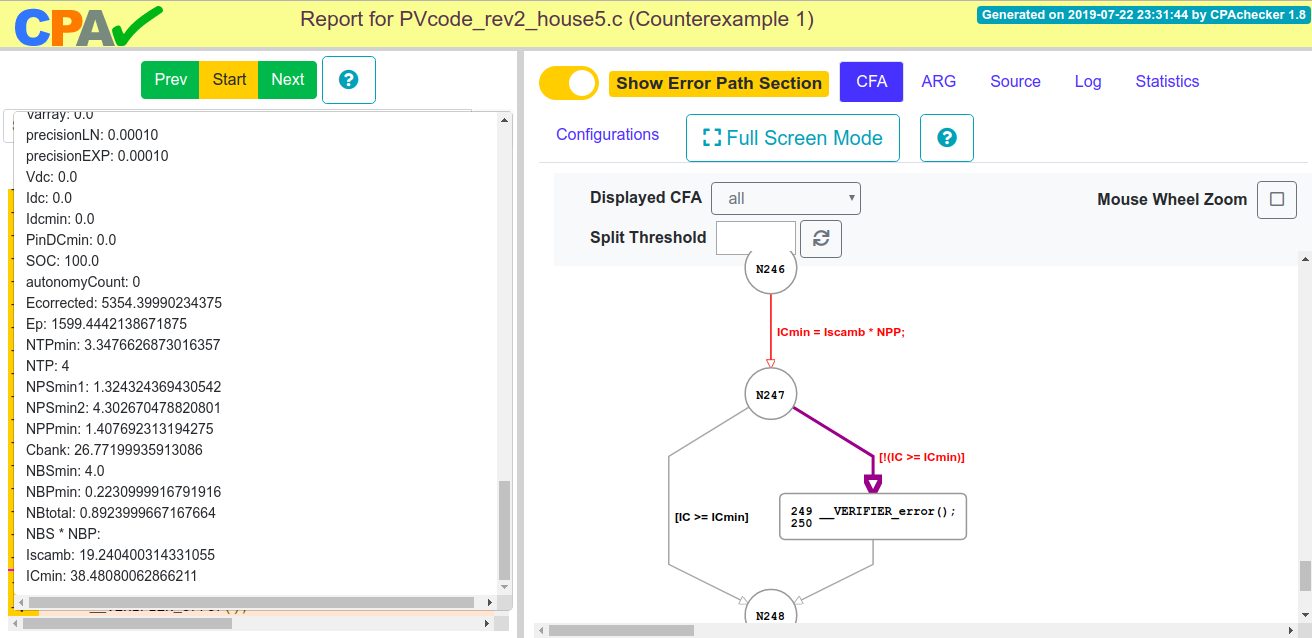 CPA
Report for PVcode_rev2_house5.c (Counterexample 1)
Generated on 2019-07-22 23:31:44 by CPAchecker 1.8
Prev Start Next ?
Varray: 0.0
precisionLN: 0.00010
precisionEXP: 0.00010
Vdc: 0.0
Idc: 0.0
Idcmin: 0.0
PinDCmin: 0.0
SOC: 100.0
autonomyCount: 0
Ecorrected: 5354.39990234375
Ep: 1599.4442138671875
NTPmin: 3.3476626873016357
NTP: 4
NPSmin1: 1.324324369430542
NPSmin2: 4.302670478820801
NPPmin: 1.407692313194275
Cbank: 26.77199935913086
NBSmin: 4.0
NBPmin: 0.2230999916791916
NBtotal: 0.8923999667167664
NBS * NBP:
Iscamb: 19.240400314331055
ICmin: 38.48080062866211
Show Error Path Section CFA ARG Source Log Statistics
Configurations Full Screen Mode ?
Displayed CFA all Mouse Wheel Zoom
Split Threshold
N246
ICmin = Iscamb * NPP;
N247
[!(IC >= ICmin)]
[IC >= ICmin]
249 __VERIFIER_error();
250
N248